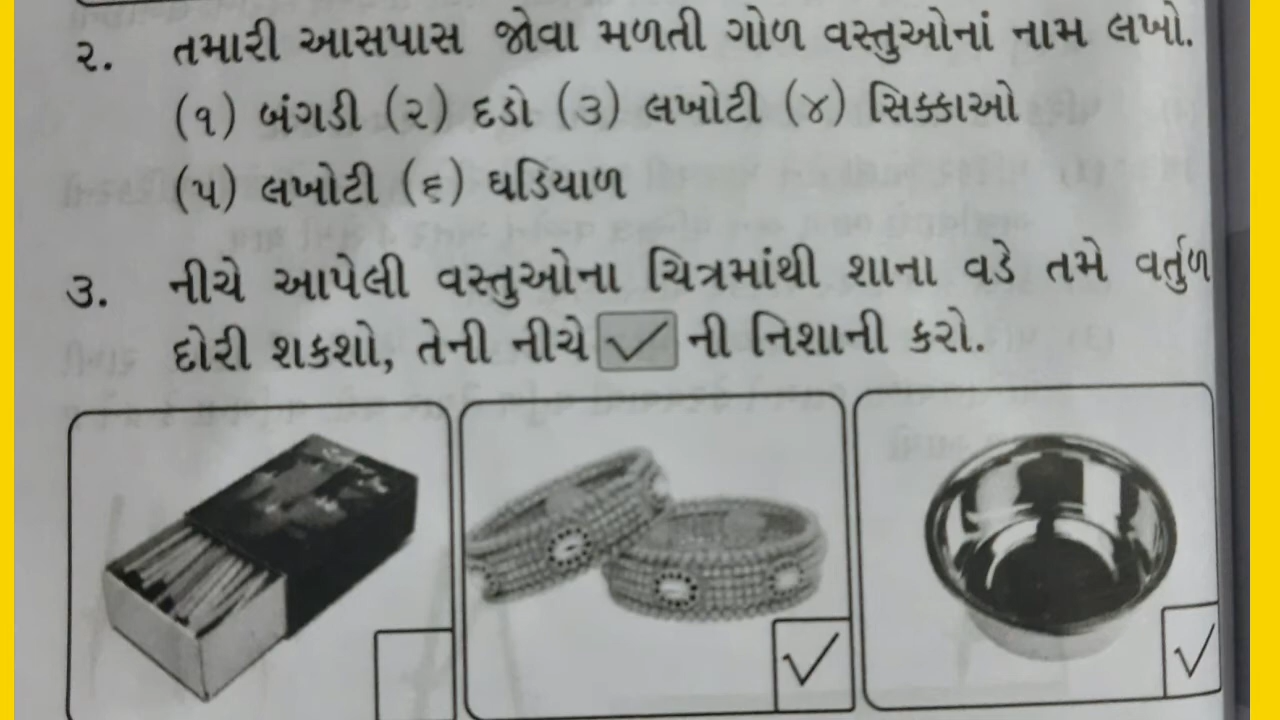 ૨. તમારી આસપાસ જોવા મળતી ગોળ વસ્તુઓનાં નામ લખો.
(૧) બંગડી (૨) દડો (૩) લખોટી (૪) સિક્કાઓ
(૫) લખોટી (૬) ઘડિયાળ
૩. નીચે આપેલી વસ્તુઓના ચિત્રમાંથી શાના વડે તમે વર્તુળ
દોરી શકશો, તેની નીચે ✓ ની નિશાની કરો.